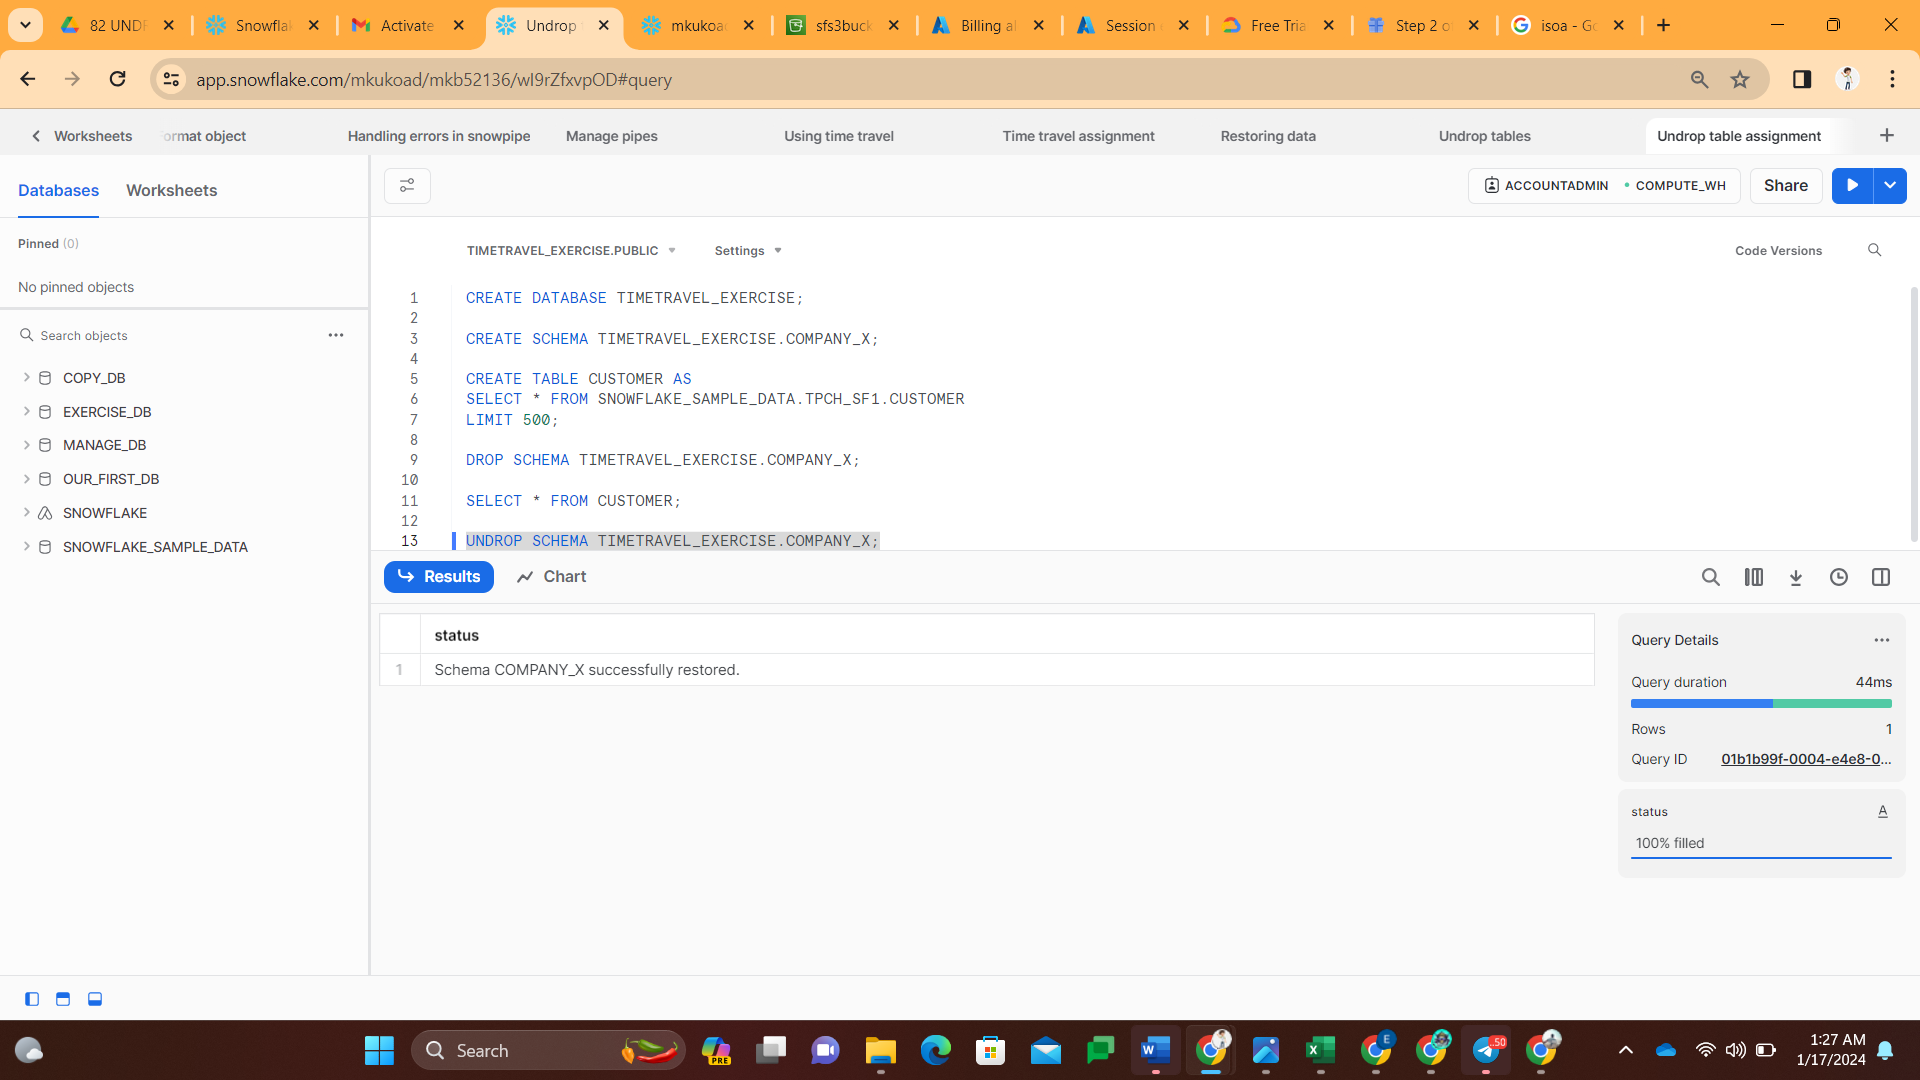 82 UNDR
Snowflak
Activate
Undrop
mkukoad
sfs3buck
Billing al
Session
Free Tria
Step 2 o
isoa - Go
app.snowflake.com/mkukoad/mkb52136/wI9rZfxvpOD#query
Worksheets
ormat object
Handling errors in snowpipe
Manage pipes
Using time travel
Time travel assignment
Restoring data
Undrop tables
Undrop table assignment
Databases
Worksheets
ACCOUNTADMIN
COMPUTE_WH
Share
Pinned (0)
No pinned objects
Search objects
COPY_DB
EXERCISE_DB
MANAGE_DB
OUR_FIRST_DB
SNOWFLAKE
SNOWFLAKE_SAMPLE_DATA
TIMETRAVEL_EXERCISE.PUBLIC
Settings
Code Versions
1 CREATE DATABASE TIMETRAVEL_EXERCISE;
2
3 CREATE SCHEMA TIMETRAVEL_EXERCISE.COMPANY_X;
4
5 CREATE TABLE CUSTOMER AS
6 SELECT * FROM SNOWFLAKE_SAMPLE_DATA.TPCH_SF1.CUSTOMER
7 LIMIT 500;
8
9 DROP SCHEMA TIMETRAVEL_EXERCISE.COMPANY_X;
10
11 SELECT * FROM CUSTOMER;
12
13 UNDROP SCHEMA TIMETRAVEL_EXERCISE.COMPANY_X;
Results
Chart
status
1 Schema COMPANY_X successfully restored.
Query Details
Query duration 44ms
Rows 1
Query ID 01b1b99f-0004-e4e8-0...
status A
100% filled
Search
PRE
E
50
1:27 AM
1/17/2024